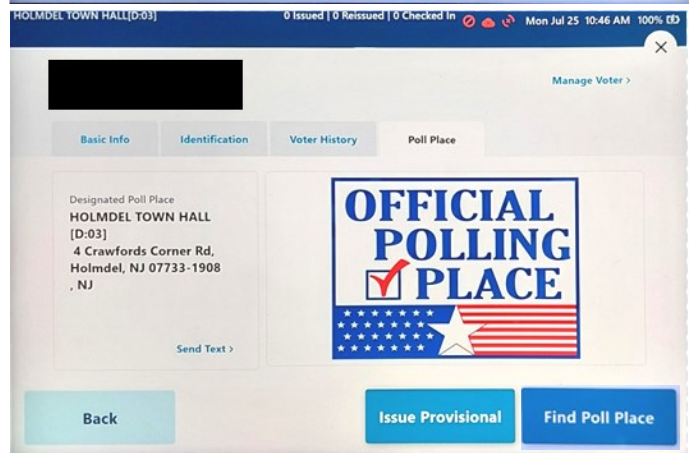 HOLMDEL TOWN HALL[D:03] 0 Issued | 0 Reissued | 0 Checked In Mon Jul 25 10:46 AM 100%
Manage Voter >
Basic Info Identification Voter History Poll Place
Designated Poll Place
HOLMDEL TOWN HALL
[D:03]
4 Crawfords Corner Rd,
Holmdel, NJ 07733-1908
, NJ
Send Text >
OFFICIAL
POLLING
PLACE
Back Issue Provisional Find Poll Place